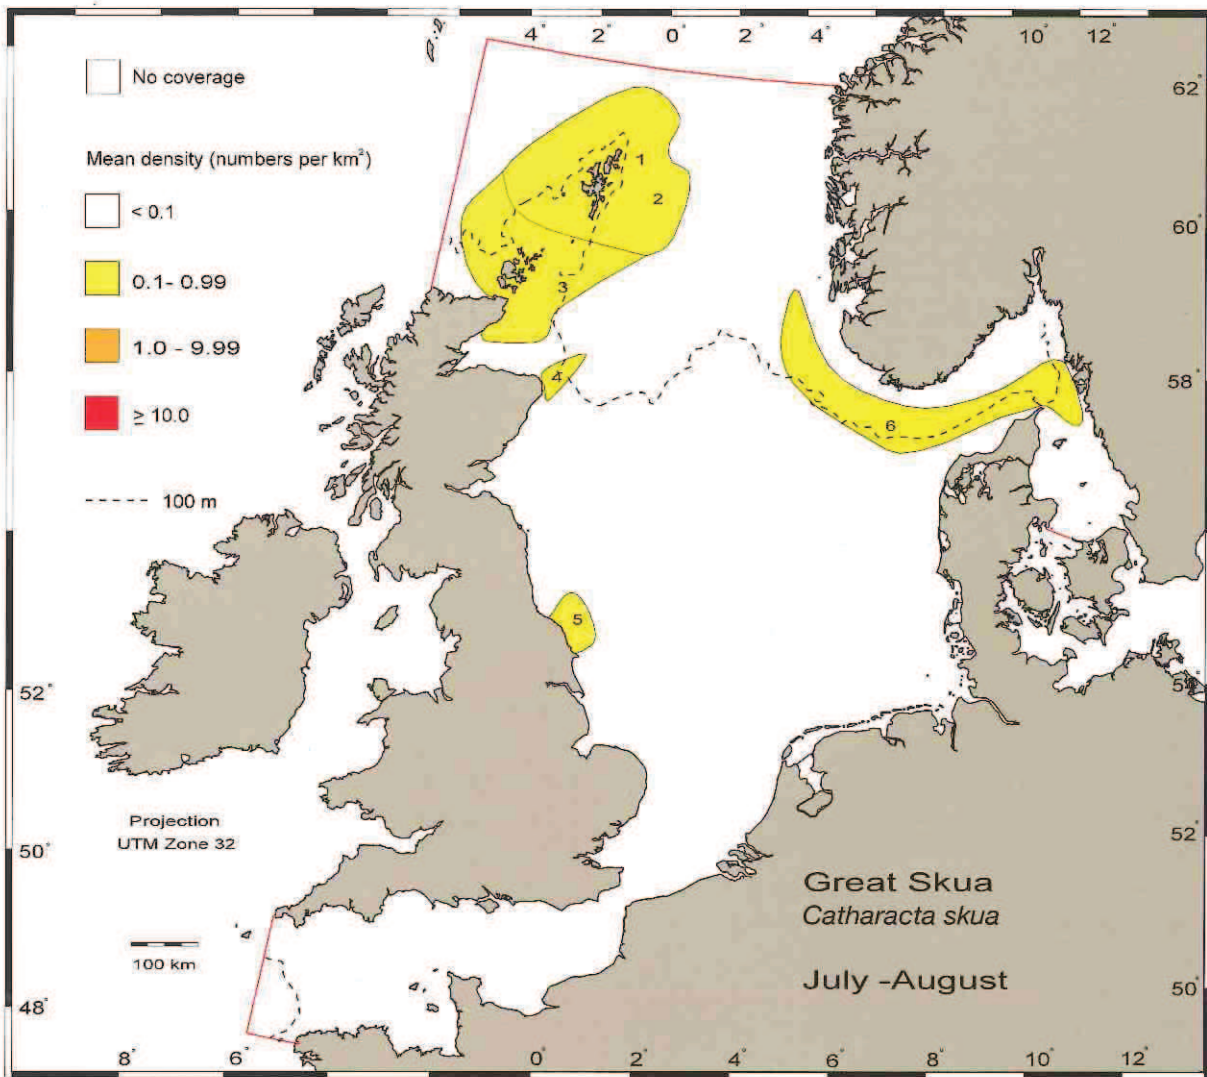 4° 2° 0° 2° 4° 10° 12°
No coverage
62°
Mean density (numbers per km²)
1
< 0.1
2
60°
0.1- 0.99
3
1.0 - 9.99
4
58°
≥ 10.0
6
100 m
5
52°
Projection
UTM Zone 32
50°
52°
Great Skua
Catharacta skua
100 km
July -August
48°
50°
8° 6° 0° 2° 4° 6° 8° 10° 12°